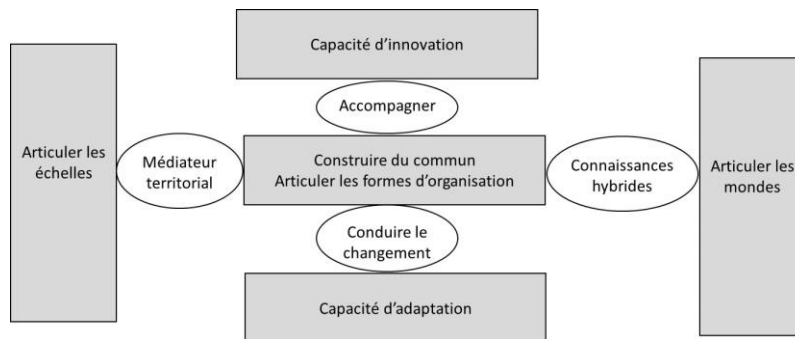 Capacité d’innovation
Accompagner
Articuler les
échelles
Médiateur
territorial
Construire du commun
Articuler les formes d’organisation
Connaissances
hybrides
Articuler les
mondes
Conduire le
changement
Capacité d’adaptation